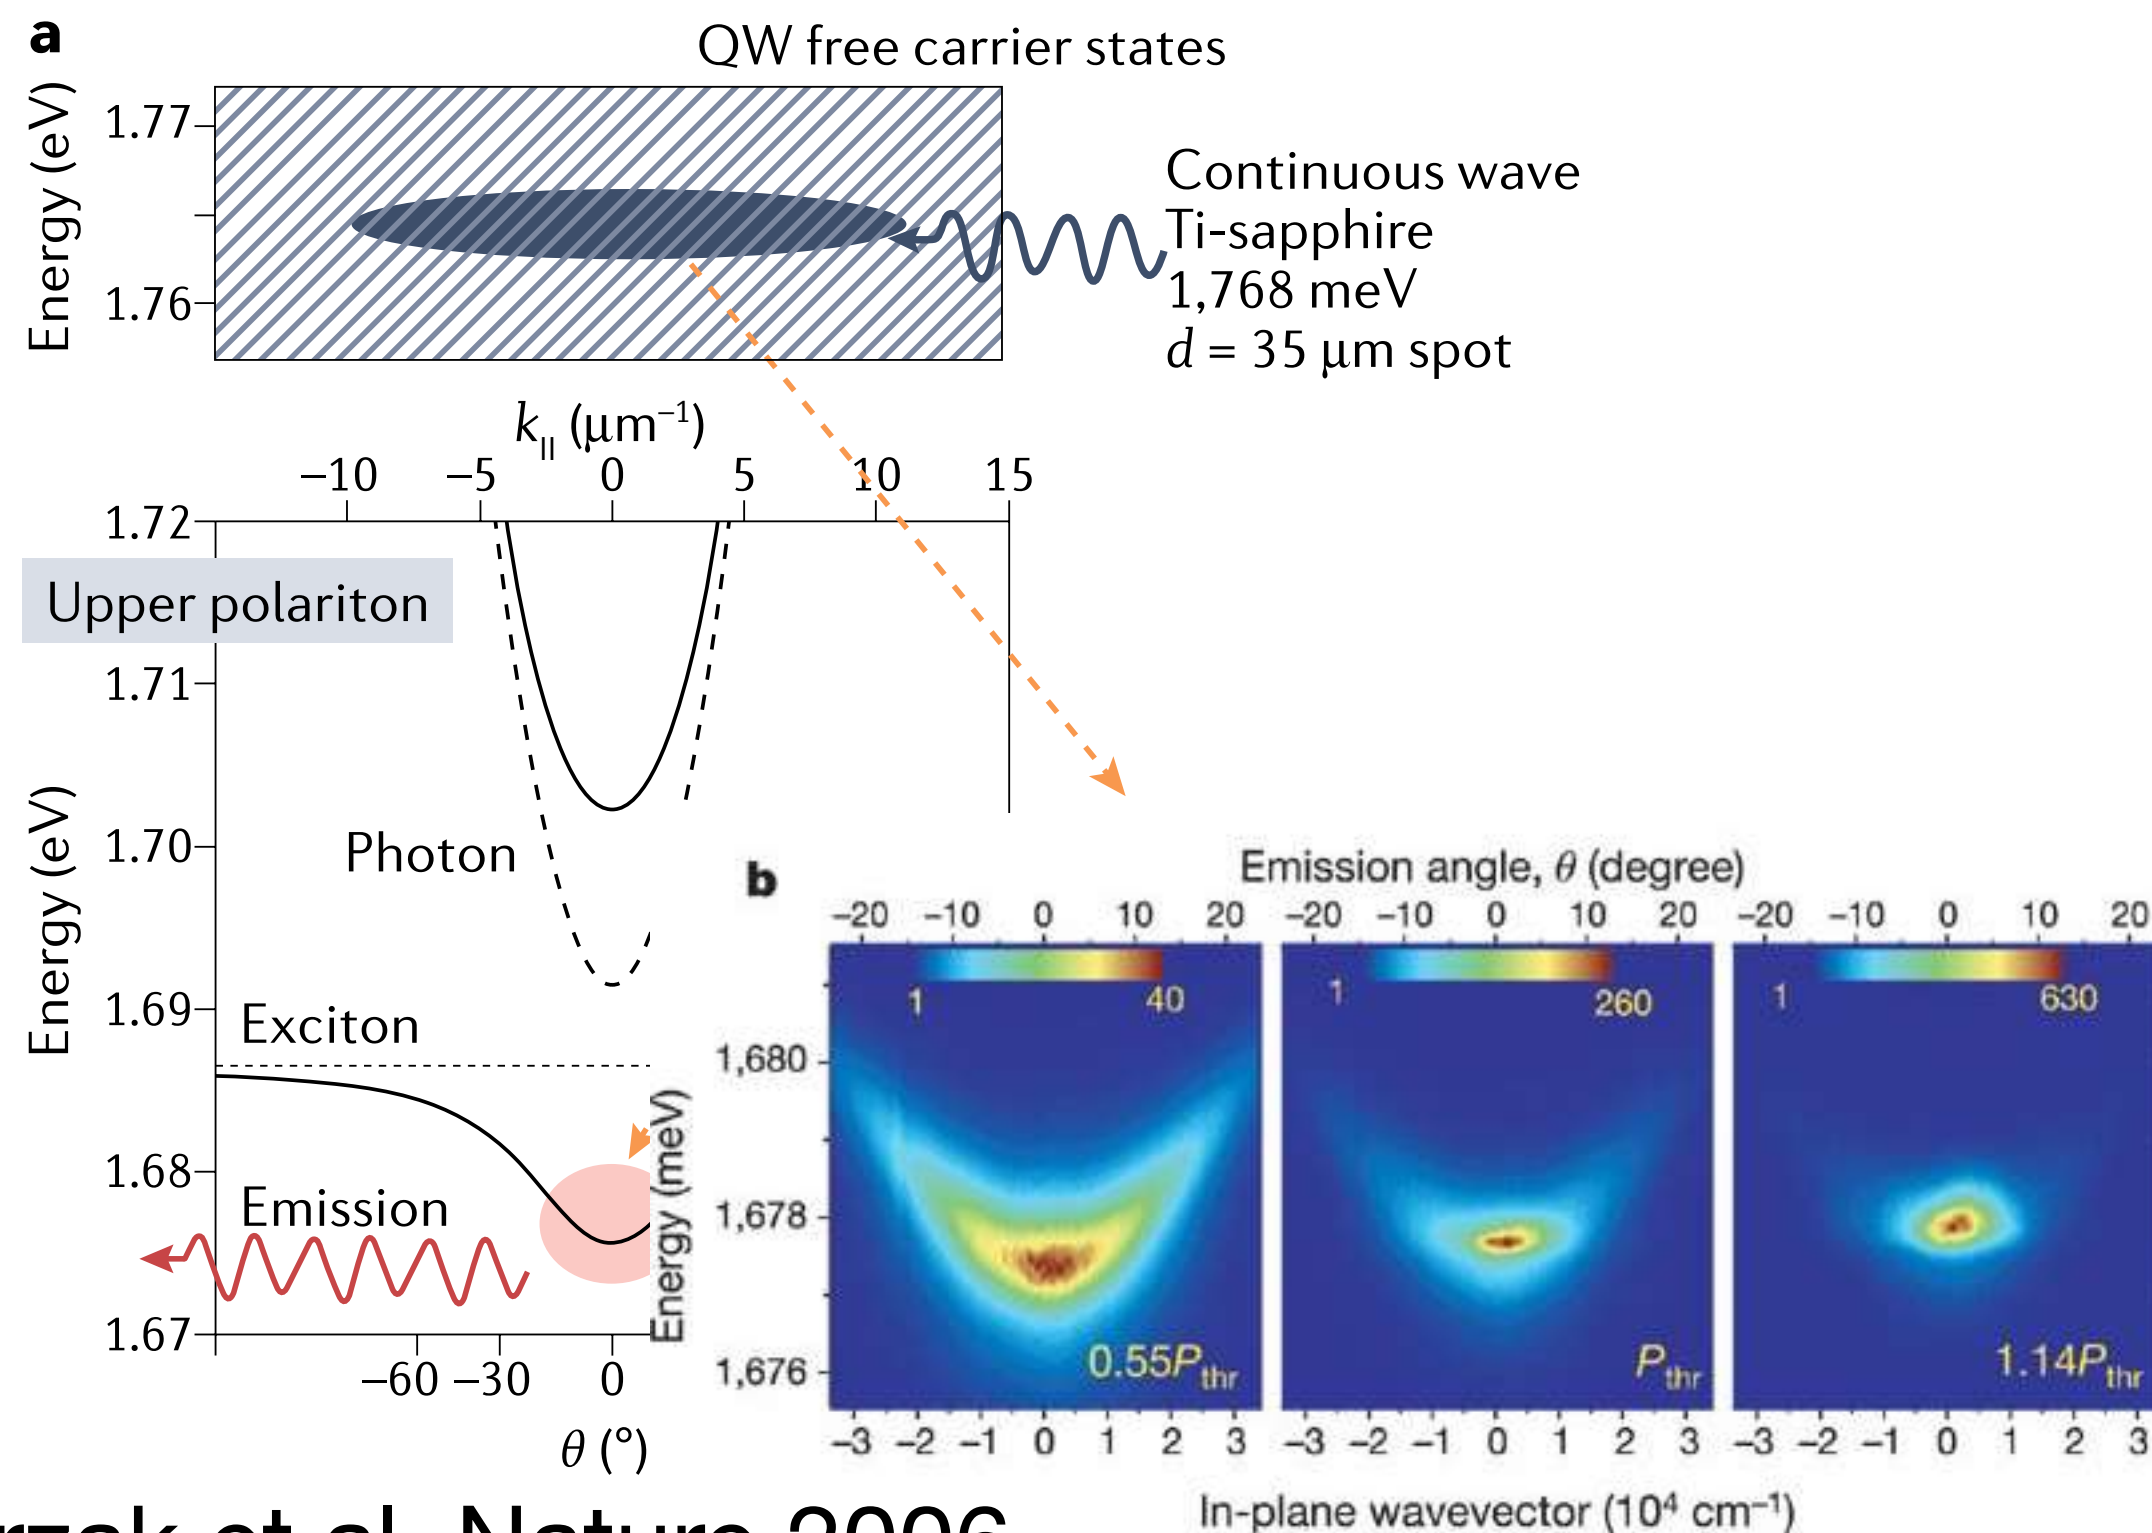 a
QW free carrier states
Energy (eV)
1.77
1.76
Continuous wave
Ti-sapphire
1,768 meV
d = 35 μm spot
k|| (μm⁻¹)
−10 −5 0 5 10 15
1.72
Upper polariton
1.71
1.70
Photon
Energy (eV)
1.69
Exciton
1.68
Emission
1.67
−60 −30 0
θ (°)
b
Emission angle, θ (degree)
−20 −10 0 10 20 −20 −10 0 10 20 −20 −10 0 10 20
1 40 1 260 1 630
Energy (meV)
1,680
1,678
1,676
0.55Pthr Pthr 1.14Pthr
−3 −2 −1 0 1 2 3 −3 −2 −1 0 1 2 3 −3 −2 −1 0 1 2 3
In-plane wavevector (10⁴ cm⁻¹)
et al, Nature 2006